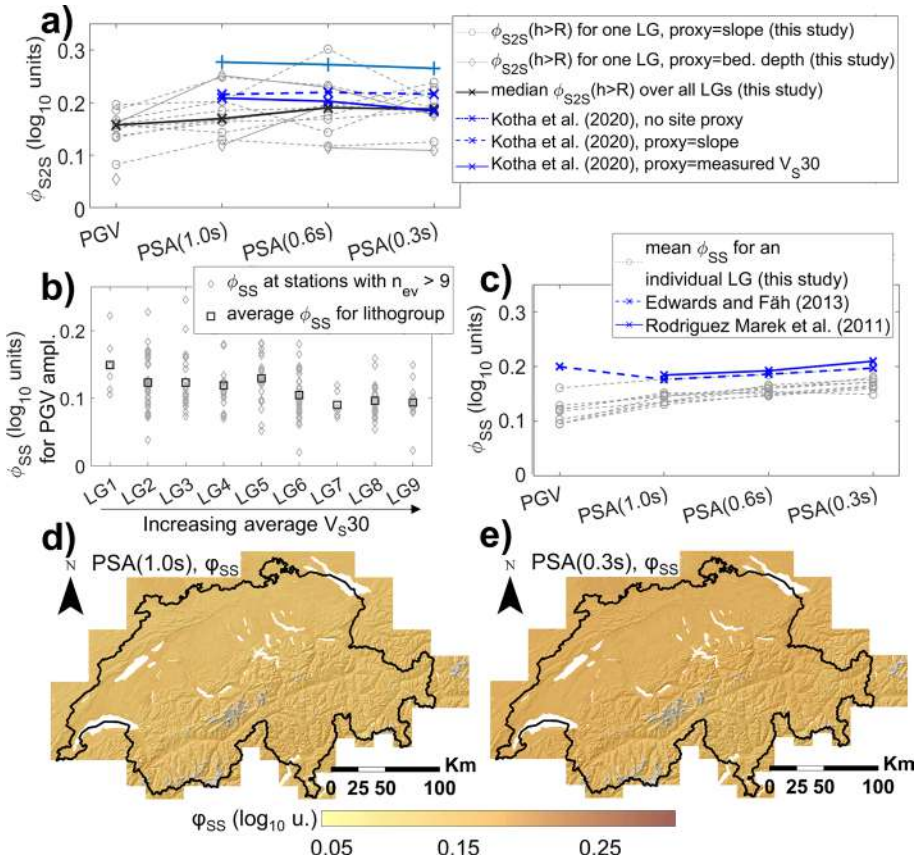 a)
0.3
0.2
0.1
0
ϕS2S (log10 units)
PGV
PSA(1.0s)
PSA(0.6s)
PSA(0.3s)
ϕS2S(h>R) for one LG, proxy=slope (this study)
ϕS2S(h>R) for one LG, proxy=bed. depth (this study)
median ϕS2S(h>R) over all LGs (this study)
Kotha et al. (2020), no site proxy
Kotha et al. (2020), proxy=slope
Kotha et al. (2020), proxy=measured VS30
b)
ϕSS at stations with nev > 9
average ϕSS for lithogroup
0.2
0.1
0
ϕSS (log10 units)
for PGV ampl.
LG1
LG2
LG3
LG4
LG5
LG6
LG7
LG8
LG9
Increasing average VS30
c)
mean ϕSS for an
individual LG (this study)
Edwards and Fäh (2013)
Rodriguez Marek et al. (2011)
0.3
0.2
0.1
0
ϕSS (log10 units)
PGV
PSA(1.0s)
PSA(0.6s)
PSA(0.3s)
d)
N
PSA(1.0s), φSS
Km
0 25 50 100
e)
N
PSA(0.3s), φSS
Km
0 25 50 100
φSS (log10 u.)
0.05 0.15 0.25